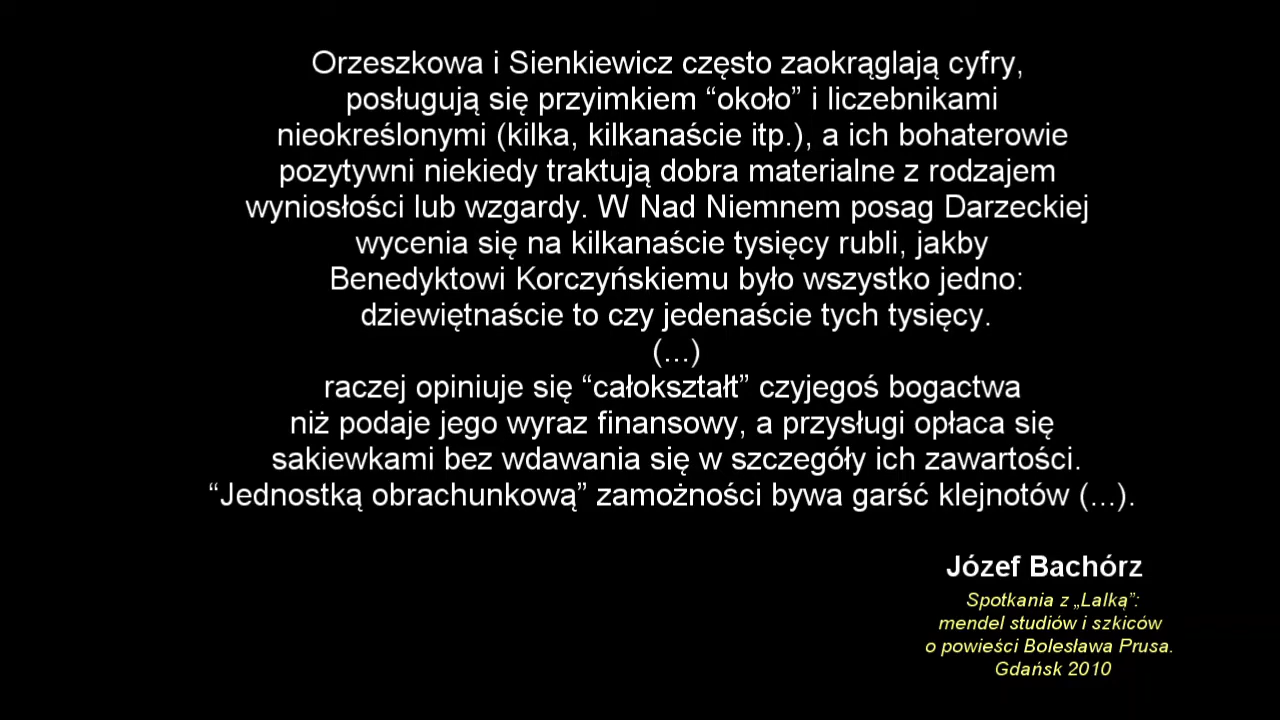 Orzeszkowa i Sienkiewicz często zaokrąglają cyfry,
posługują się przyimkiem “około” i liczebnikami
nieokreślonymi (kilka, kilkanaście itp.), a ich bohaterowie
pozytywni niekiedy traktują dobra materialne z rodzajem
wyniosłości lub wzgardy. W Nad Niemnem posag Darzeckiej
wycenia się na kilkanaście tysięcy rubli, jakby
Benedyktowi Korczyńskiemu było wszystko jedno:
dziewiętnaście to czy jedenaście tych tysięcy.
(...)
raczej opiniuje się “całokształt” czyjegoś bogactwa
niż podaje jego wyraz finansowy, a przysługi opłaca się
sakiewkami bez wdawania się w szczegóły ich zawartości.
“Jednostką obrachunkową” zamożności bywa garść klejnotów (...).
Józef Bachórz
Spotkania z „Lalką”:
mendel studiów i szkiców
o powieści Bolesława Prusa.
Gdańsk 2010